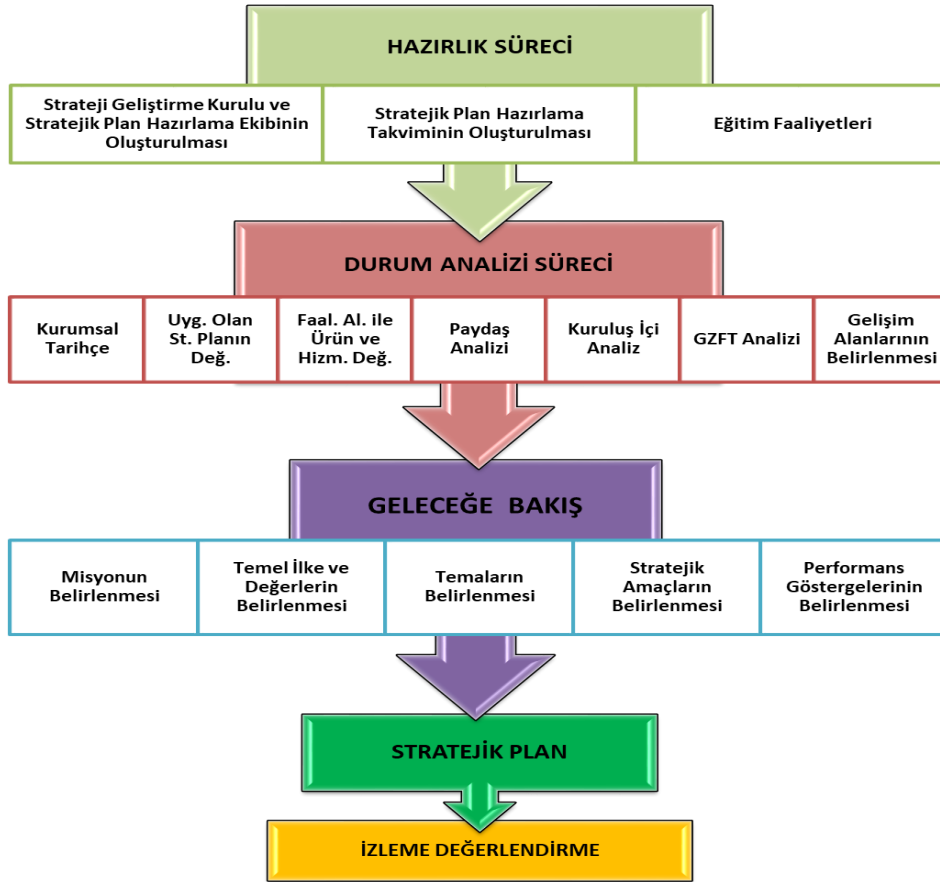 HAZIRLIK SÜRECİ
Strateji Geliştirme Kurulu ve
Stratejik Plan Hazırlama Ekibinin
Oluşturulması
Stratejik Plan Hazırlama
Takviminin Oluşturulması
Eğitim Faaliyetleri
DURUM ANALİZİ SÜRECİ
Kurumsal
Tarihçe
Uyg. Olan
St. Planın
Değ.
Faal. Al. ile
Ürün ve
Hizm. Değ.
Paydaş
Analizi
Kuruluş İçi
Analiz
GZFT Analizi
Gelişim
Alanlarının
Belirlenmesi
GELECEĞE BAKIŞ
Misyonun
Belirlenmesi
Temel İlke ve
Değerlerin
Belirlenmesi
Temaların
Belirlenmesi
Stratejik
Amaçların
Belirlenmesi
Performans
Göstergelerinin
Belirlenmesi
STRATEJİK PLAN
İZLEME DEĞERLENDİRME